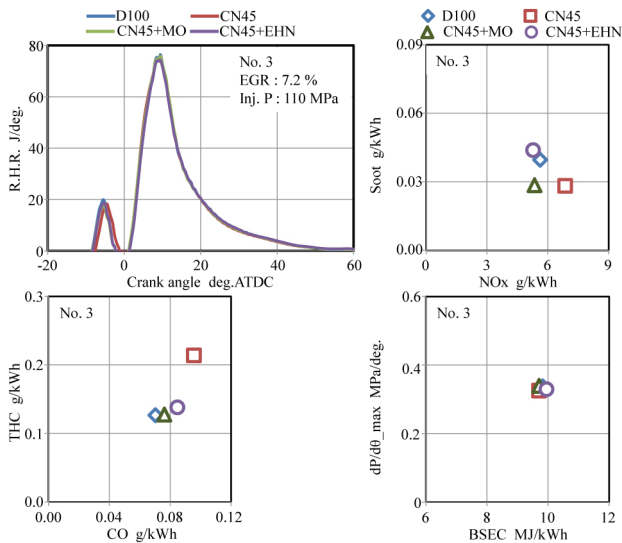 D100
CN45
CN45+MO
CN45+EHN
No. 3
EGR : 7.2 %
Inj. P : 110 MPa
R.H.R. J/deg.
80
60
40
20
0
-20
0
20
40
60
Crank angle deg.ATDC
D100
CN45
CN45+MO
CN45+EHN
No. 3
Soot g/kWh
0.09
0.06
0.03
0.00
0
3
6
9
NOx g/kWh
No. 3
THC g/kWh
0.3
0.2
0.1
0.0
0.00
0.04
0.08
0.12
CO g/kWh
No. 3
dP/dθ_max MPa/deg.
0.6
0.4
0.2
0.0
6
8
10
12
BSEC MJ/kWh